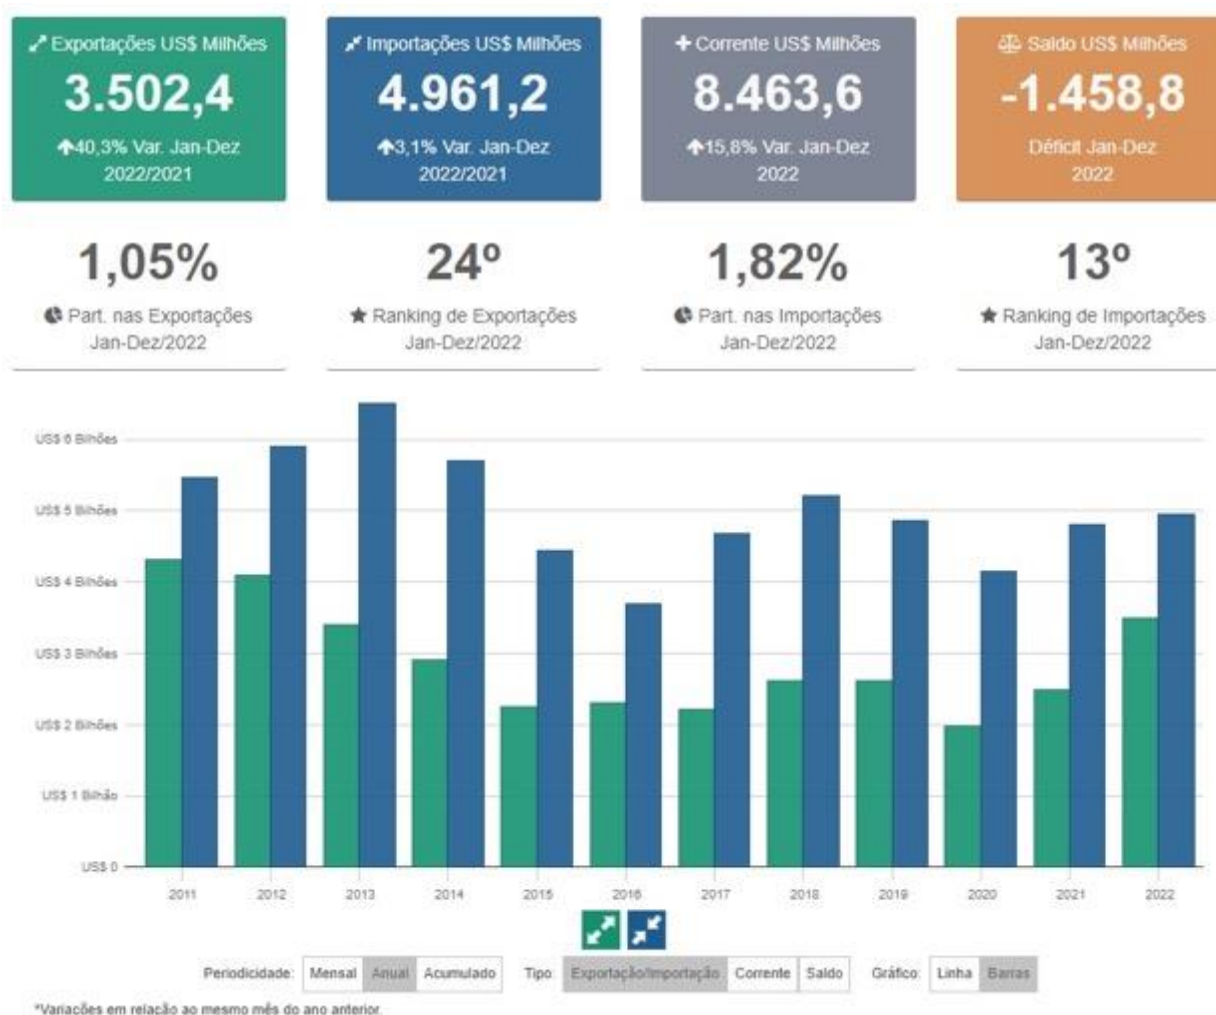 Exportações US$ Milhões
3.502,4
40,3% Var. Jan-Dez
2022/2021
Importações US$ Milhões
4.961,2
3,1% Var. Jan-Dez
2022/2021
Corrente US$ Milhões
8.463,6
15,8% Var. Jan-Dez
2022
Saldo US$ Milhões
-1.458,8
Déficit Jan-Dez
2022
1,05%
Part. nas Exportações
Jan-Dez/2022
24º
Ranking de Exportações
Jan-Dez/2022
1,82%
Part. nas Importações
Jan-Dez/2022
13º
Ranking de Importações
Jan-Dez/2022
US$ 6 Bilhões
US$ 5 Bilhões
US$ 4 Bilhões
US$ 3 Bilhões
US$ 2 Bilhões
US$ 1 Bilhão
US$ 0
2011 2012 2013 2014 2015 2016 2017 2018 2019 2020 2021 2022
Periodicidade: Mensal Anual Acumulado Tipo: Exportação/Importação Corrente Saldo Gráfico: Linha Barras
*Variações em relação ao mesmo mês do ano anterior.